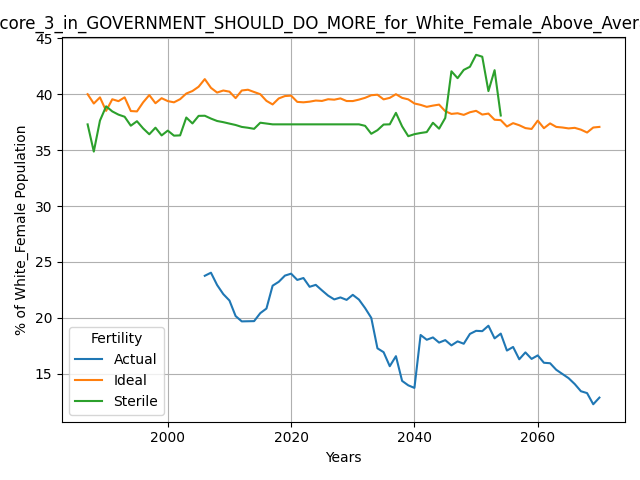 core_3_in_GOVERNMENT_SHOULD_DO_MORE_for_White_Female_Above_Aver
% of White_Female Population
45
40
35
30
25
20
15
Fertility
Actual
Ideal
Sterile
2000 2020 2040 2060
Years